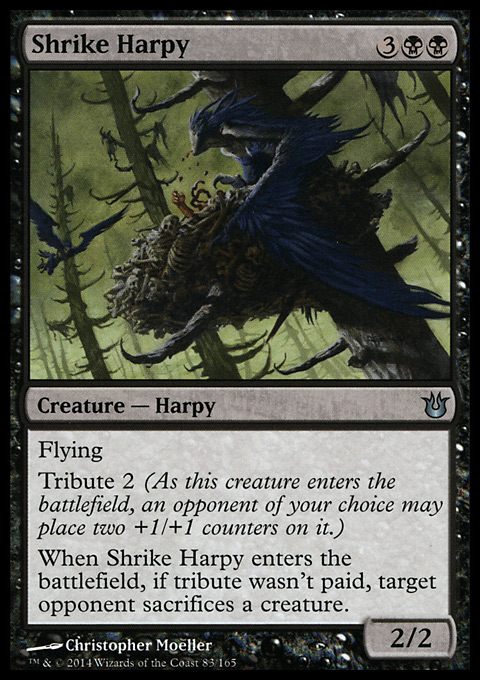 Shrike Harpy 3
Creature — Harpy
Flying
Tribute 2 (As this creature enters the
battlefield, an opponent of your choice may
place two +1/+1 counters on it.)
When Shrike Harpy enters the
battlefield, if tribute wasn't paid, target
opponent sacrifices a creature.
2/2
Christopher Moeller
™ & © 2014 Wizards of the Coast 83/165